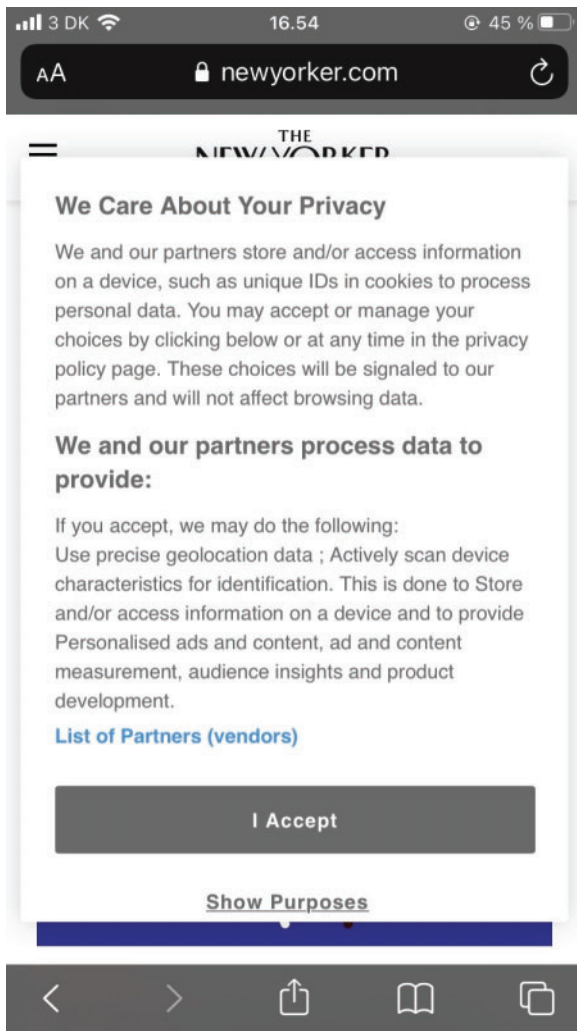 3 DK 16.54 45 %
AA newyorker.com
THE
NEW YORKER
We Care About Your Privacy
We and our partners store and/or access information
on a device, such as unique IDs in cookies to process
personal data. You may accept or manage your
choices by clicking below or at any time in the privacy
policy page. These choices will be signaled to our
partners and will not affect browsing data.
We and our partners process data to
provide:
If you accept, we may do the following:
Use precise geolocation data ; Actively scan device
characteristics for identification. This is done to Store
and/or access information on a device and to provide
Personalised ads and content, ad and content
measurement, audience insights and product
development.
List of Partners (vendors)
I Accept
Show Purposes